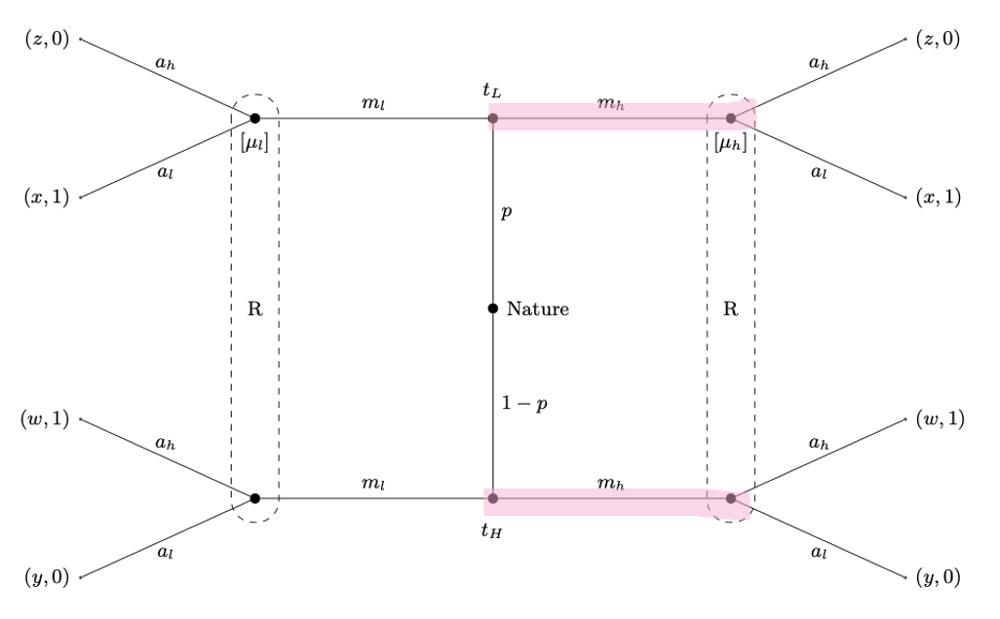 (z, 0) (z, 0)
a_h a_h
t_L
m_l m_h
[μ_l] [μ_h]
a_l a_l
(x, 1) (x, 1)
p
R Nature R
1 − p
(w, 1) (w, 1)
a_h a_h
m_l m_h
t_H
a_l a_l
(y, 0) (y, 0)